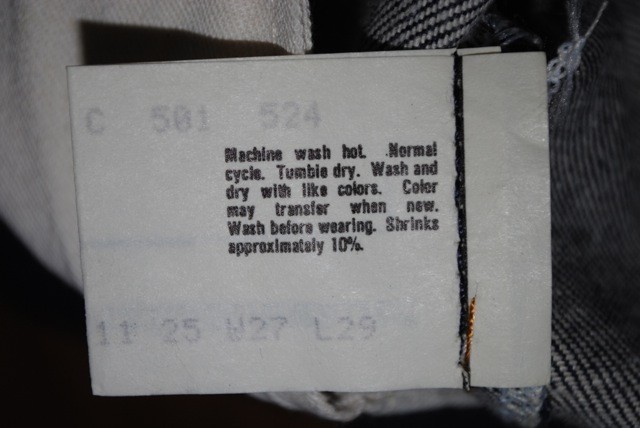 C 501 524
Machine wash hot. Normal
cycle. Tumble dry. Wash and
dry with like colors. Color
may transfer when new.
Wash before wearing. Shrinks
approximately 10%.
11 25 W27 L29